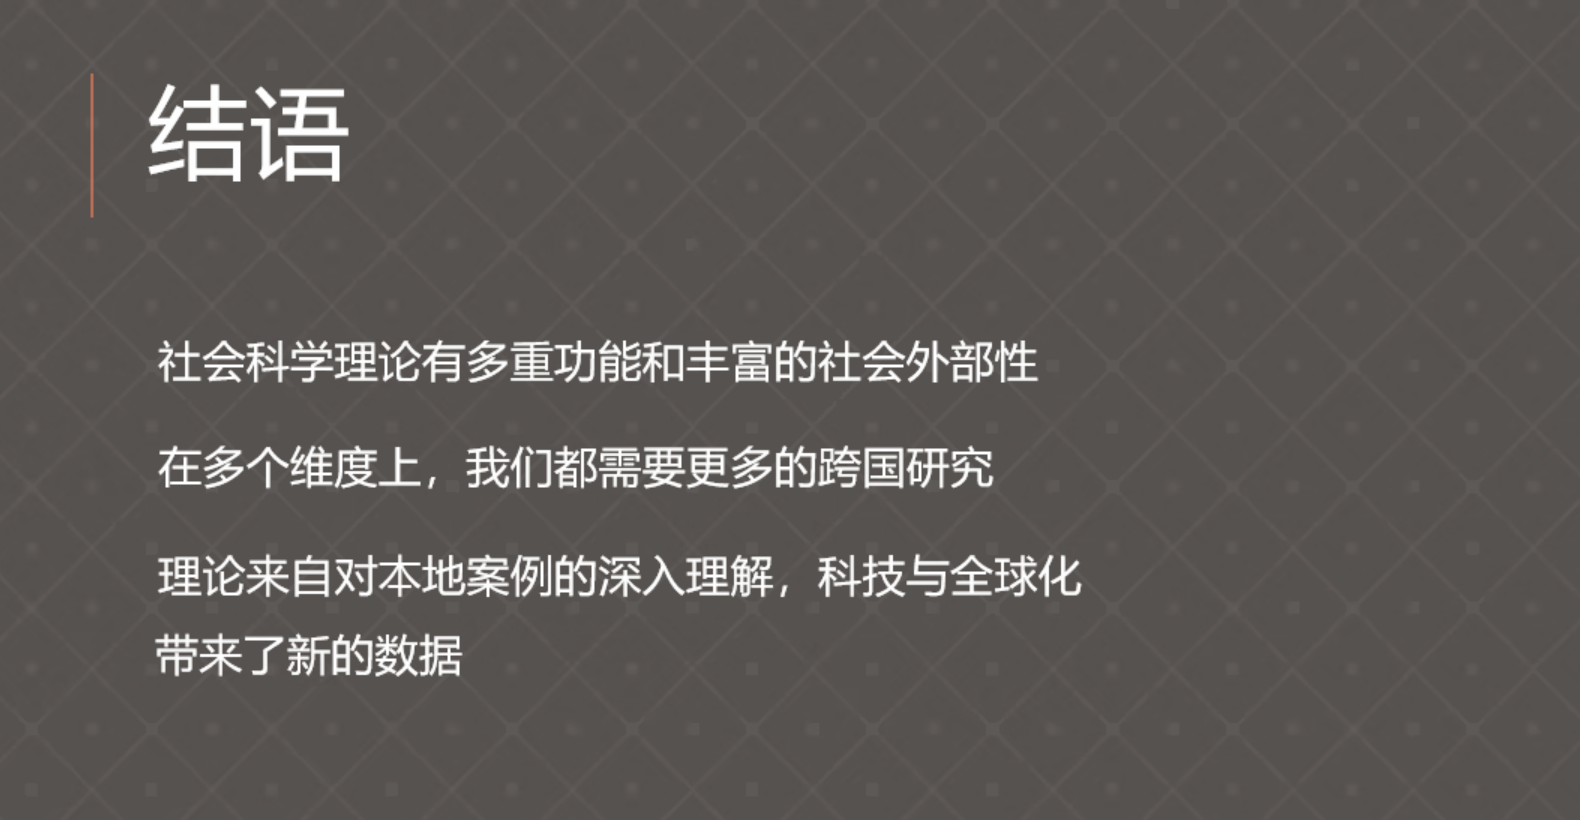 结语
社会科学理论有多重功能和丰富的社会外部性
在多个维度上，我们都需要更多的跨国研究
理论来自对本地案例的深入理解，科技与全球化
带来了新的数据